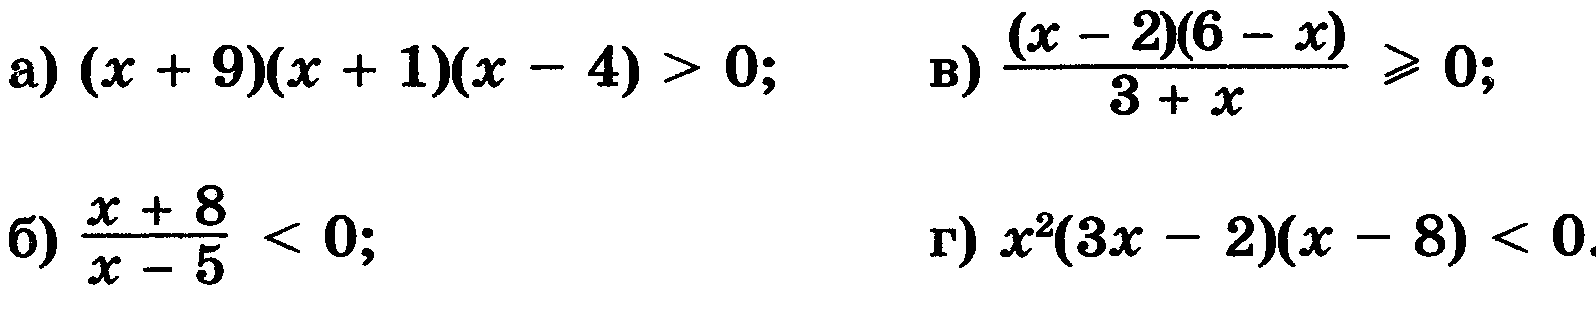 а) (x + 9)(x + 1)(x − 4) > 0;
в) (x − 2)(6 − x) / (3 + x) ⩾ 0;
б) (x + 8) / (x − 5) < 0;
г) x²(3x − 2)(x − 8) < 0.